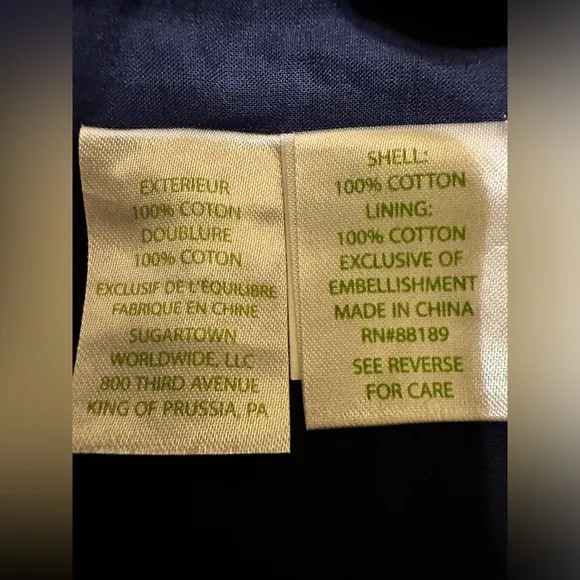 EXTERIEUR
100% COTON
DOUBLURE
100% COTON
EXCLUSIF DE L'ÉQUILIBRE
FABRIQUE EN CHINE
SUGARTOWN
WORLDWIDE, LLC
800 THIRD AVENUE
KING OF PRUSSIA, PA
SHELL:
100% COTTON
LINING:
100% COTTON
EXCLUSIVE OF
EMBELLISHMENT
MADE IN CHINA
RN#88189
SEE REVERSE
FOR CARE